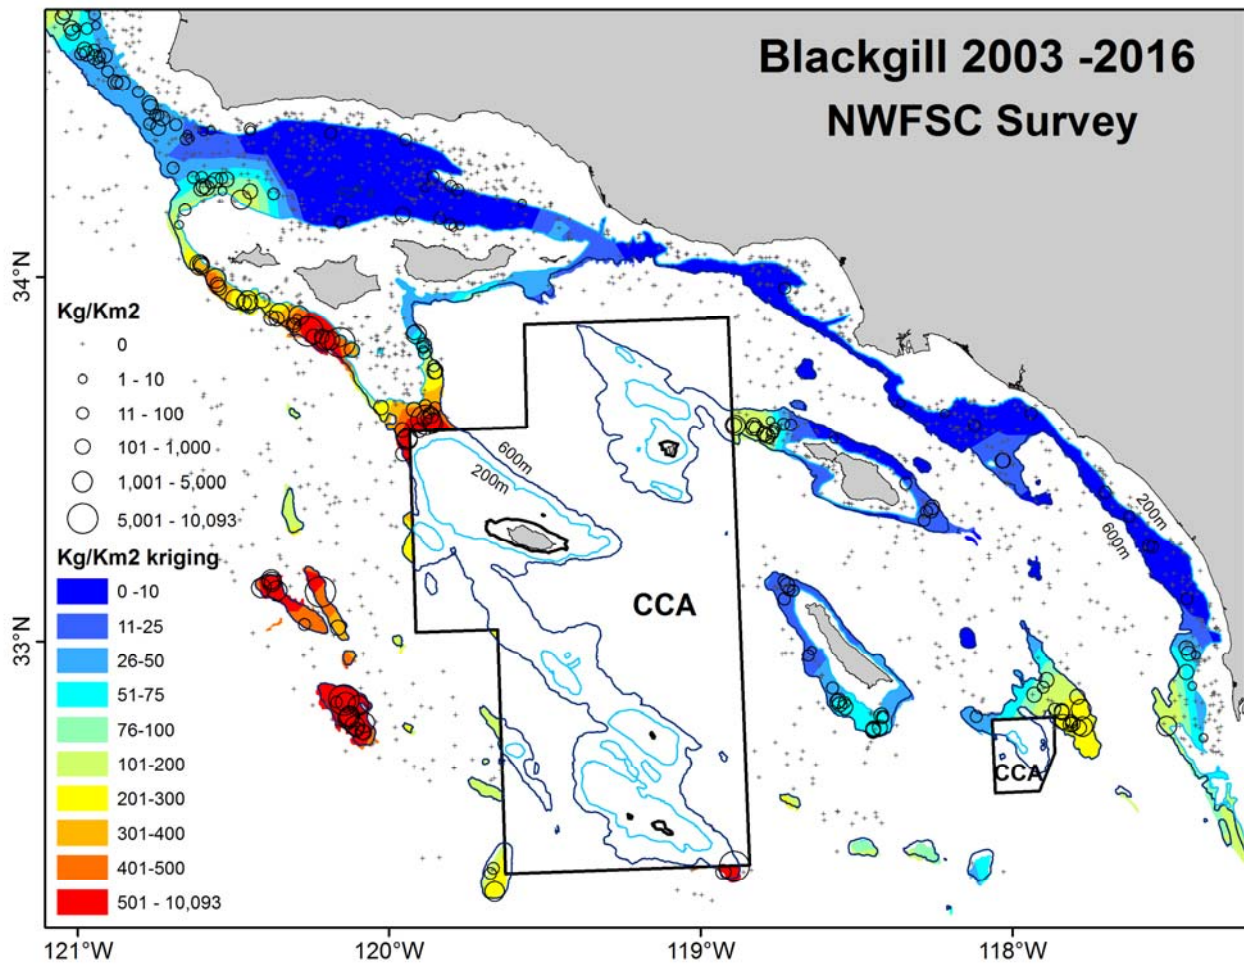 Blackgill 2003 -2016
NWFSC Survey
34°N
33°N
Kg/Km2
0
1 - 10
11 - 100
101 - 1,000
1,001 - 5,000
5,001 - 10,093
Kg/Km2 kriging
0 -10
11-25
26-50
51-75
76-100
101-200
201-300
301-400
401-500
501 - 10,093
600m
200m
CCA
200m
600m
CCA
121°W
120°W
119°W
118°W